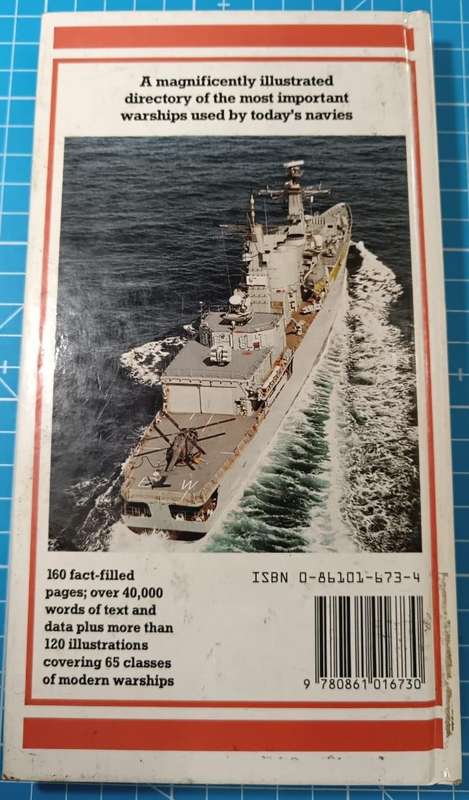 A magnificently illustrated
directory of the most important
warships used by today's navies
160 fact-filled
pages; over 40,000
words of text and
data plus more than
120 illustrations
covering 65 classes
of modern warships
ISBN 0-86101-673-4
9 780861 016730